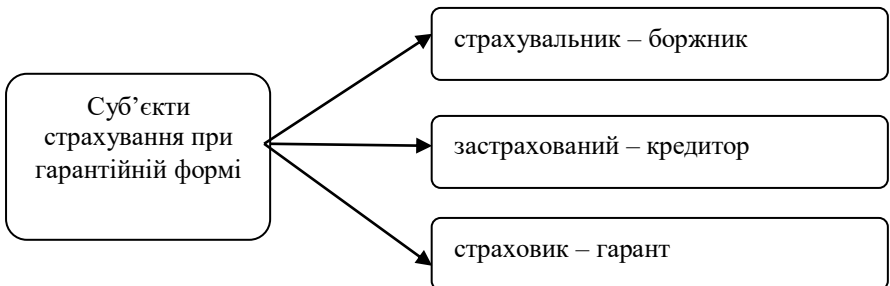 Суб’єкти
страхування при
гарантійній формі
страхувальник – боржник
застрахований – кредитор
страховик – гарант